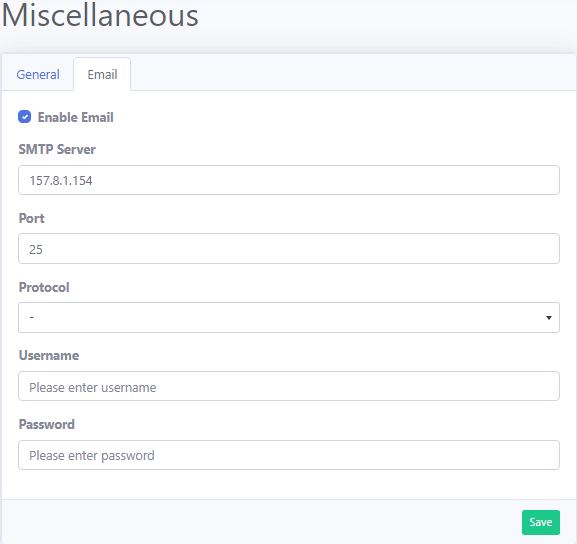 Miscellaneous
General
Email
Enable Email
SMTP Server
157.8.1.154
Port
25
Protocol
-
Username
Please enter username
Password
Please enter password
Save